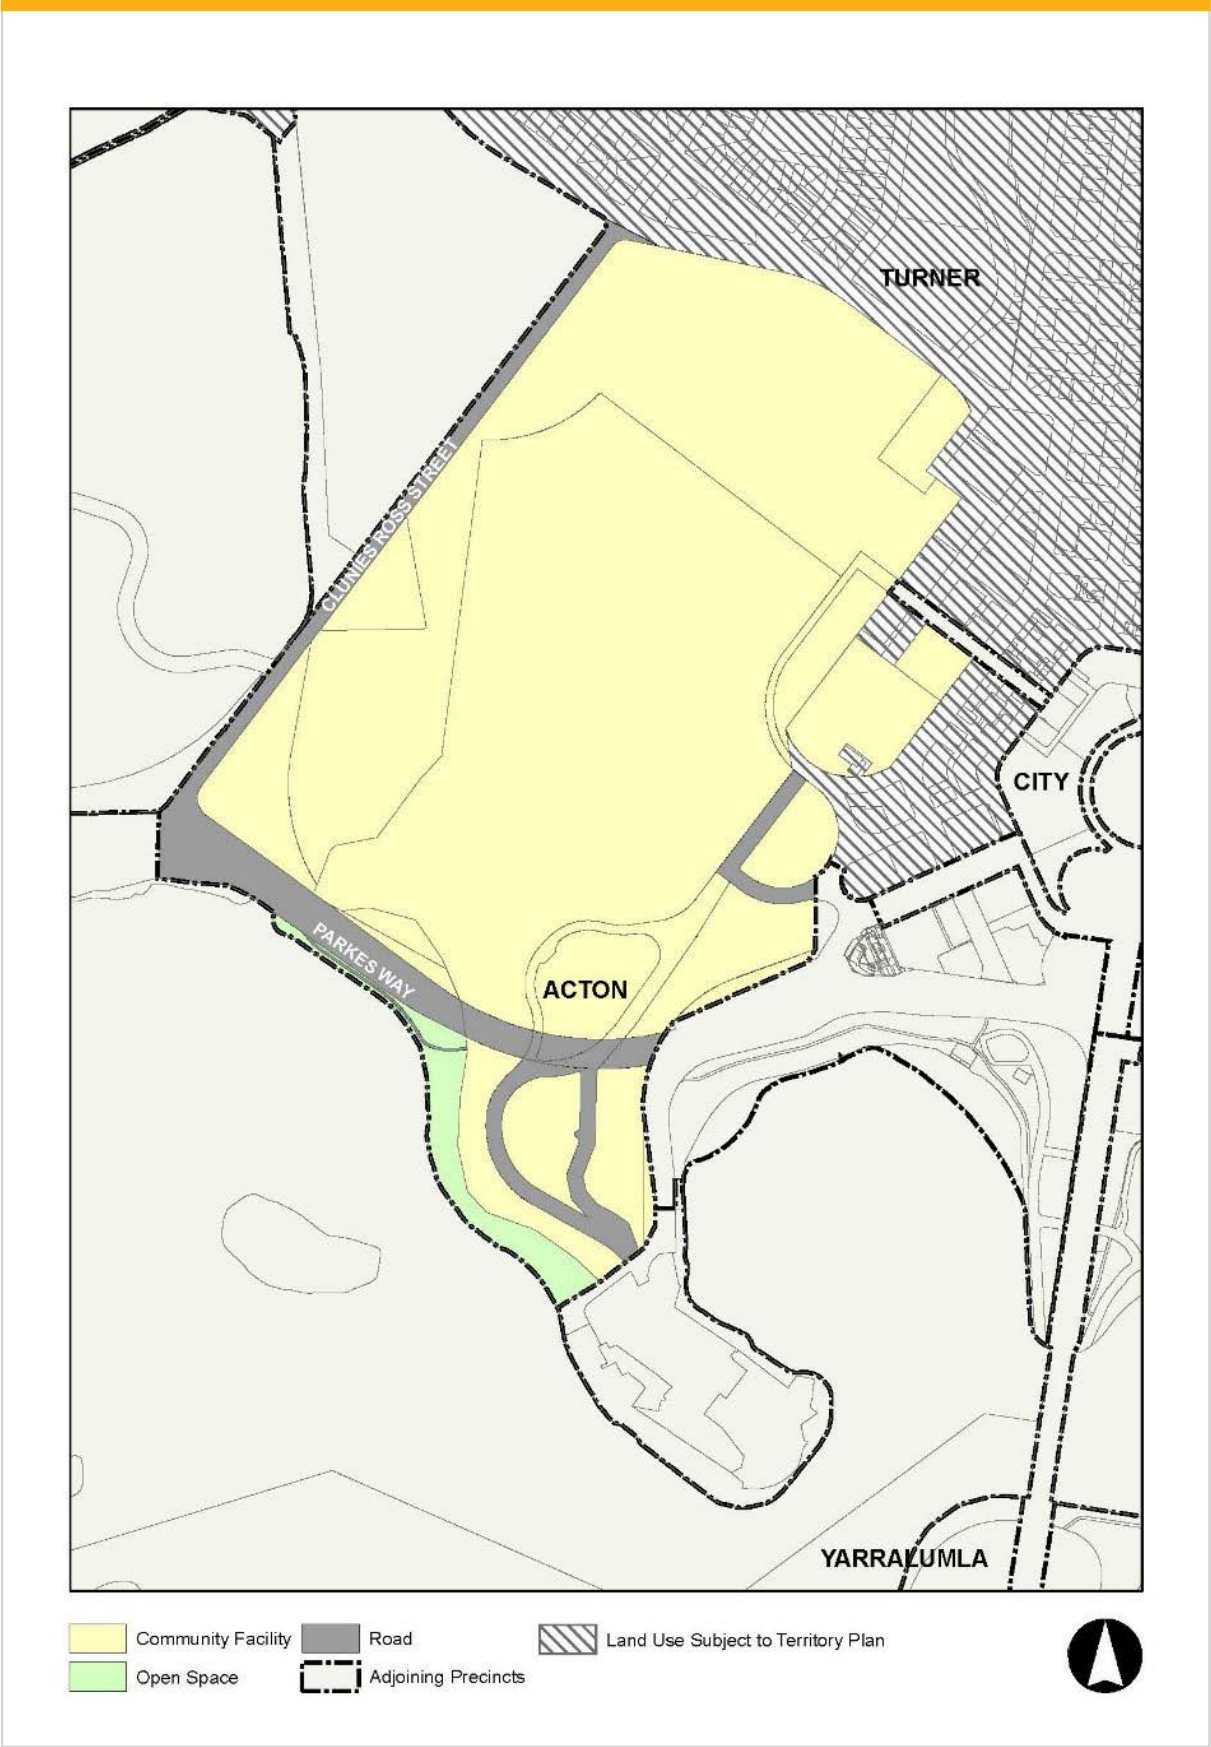 TURNER
CLUNIES ROSS STREET
CITY
PARKES WAY
ACTON
YARRALUMLA
Community Facility
Road
Land Use Subject to Territory Plan
Open Space
Adjoining Precincts